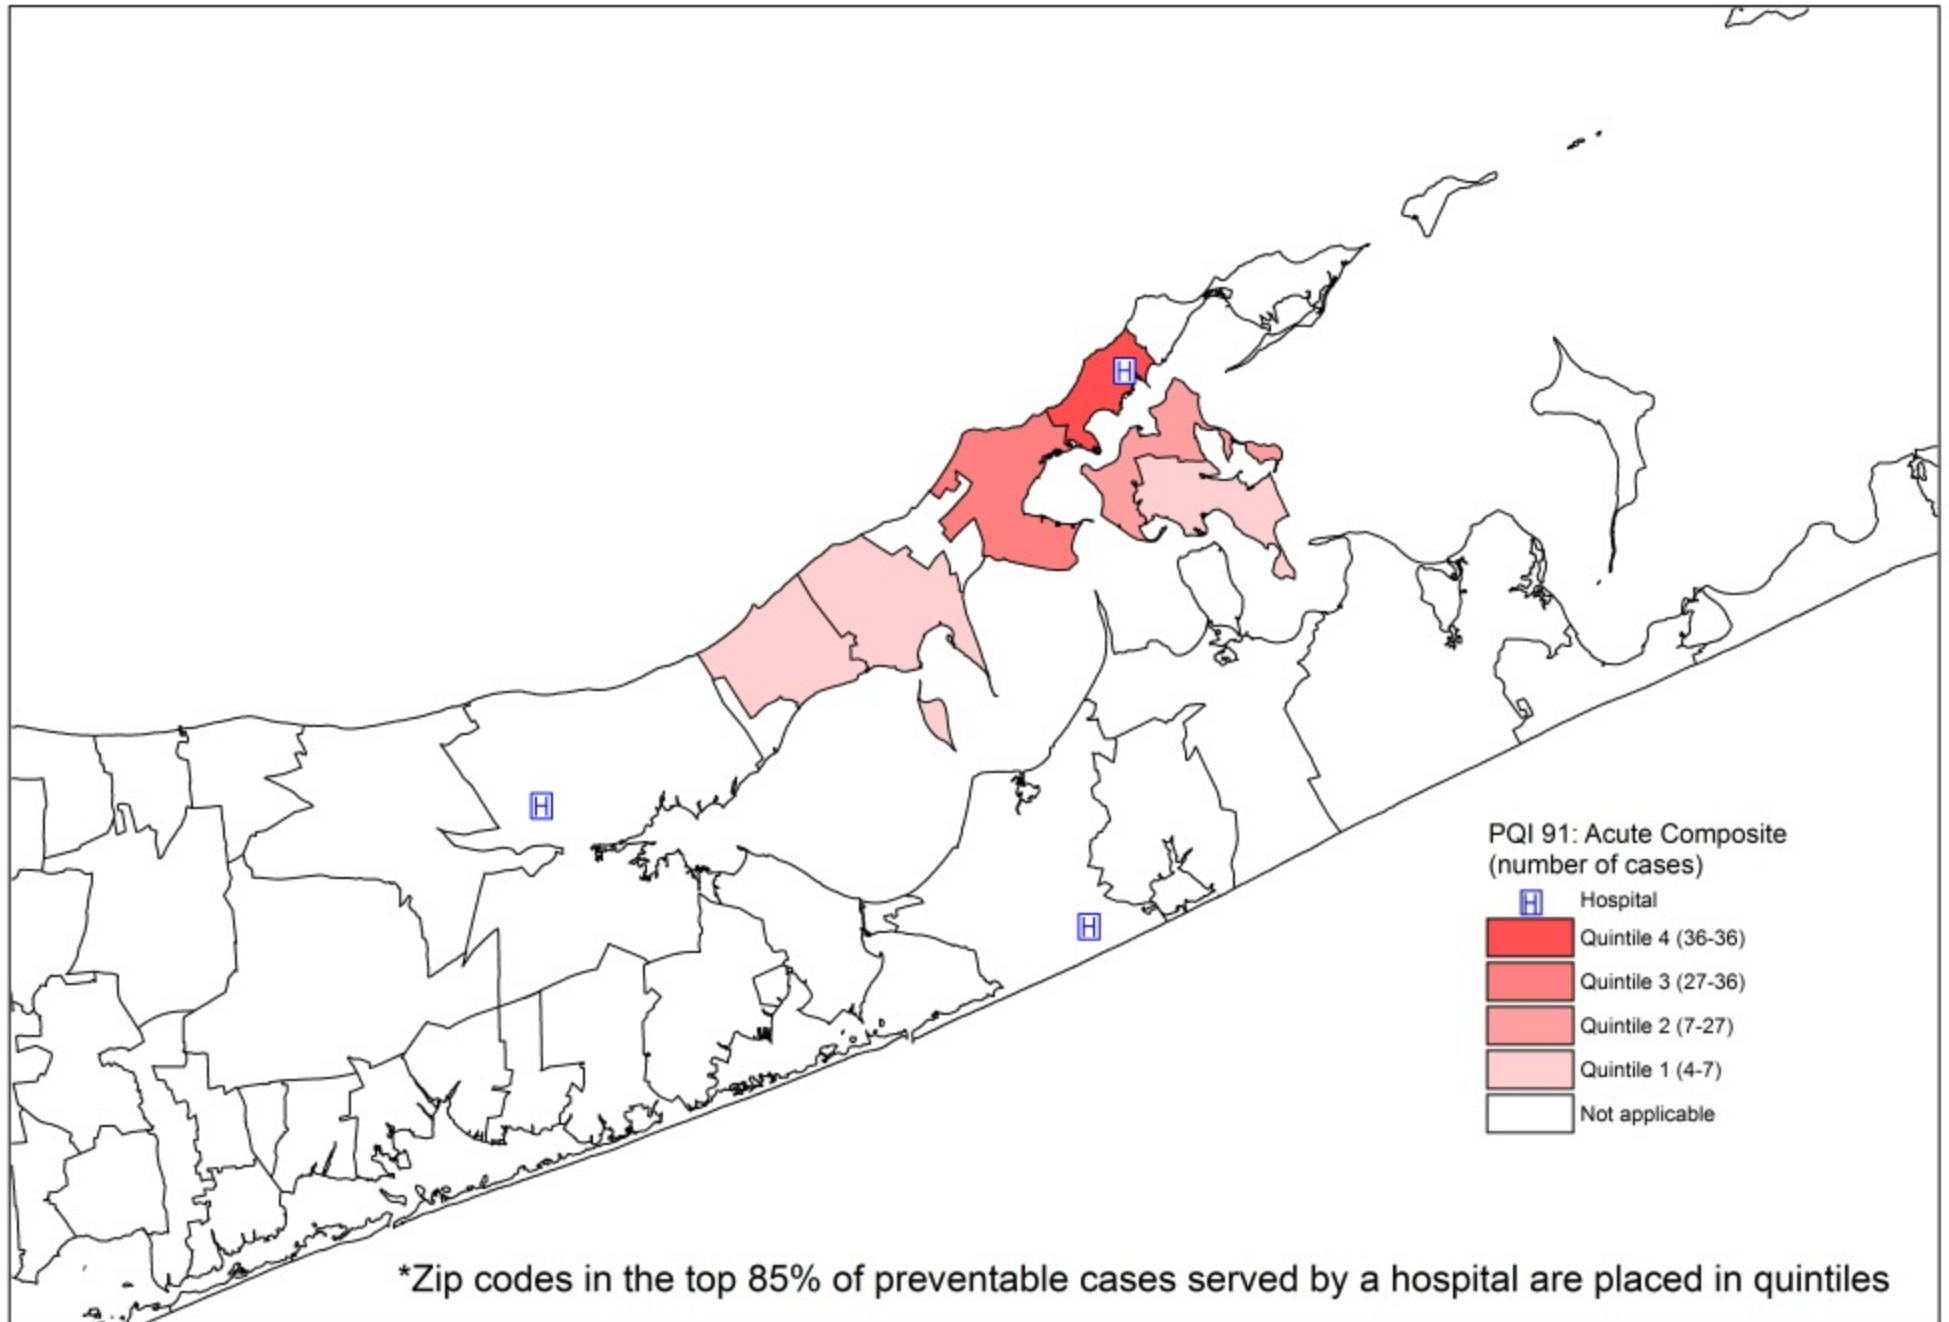 H
H
H
PQI 91: Acute Composite
(number of cases)
H Hospital
Quintile 4 (36-36)
Quintile 3 (27-36)
Quintile 2 (7-27)
Quintile 1 (4-7)
Not applicable
*Zip codes in the top 85% of preventable cases served by a hospital are placed in quintiles